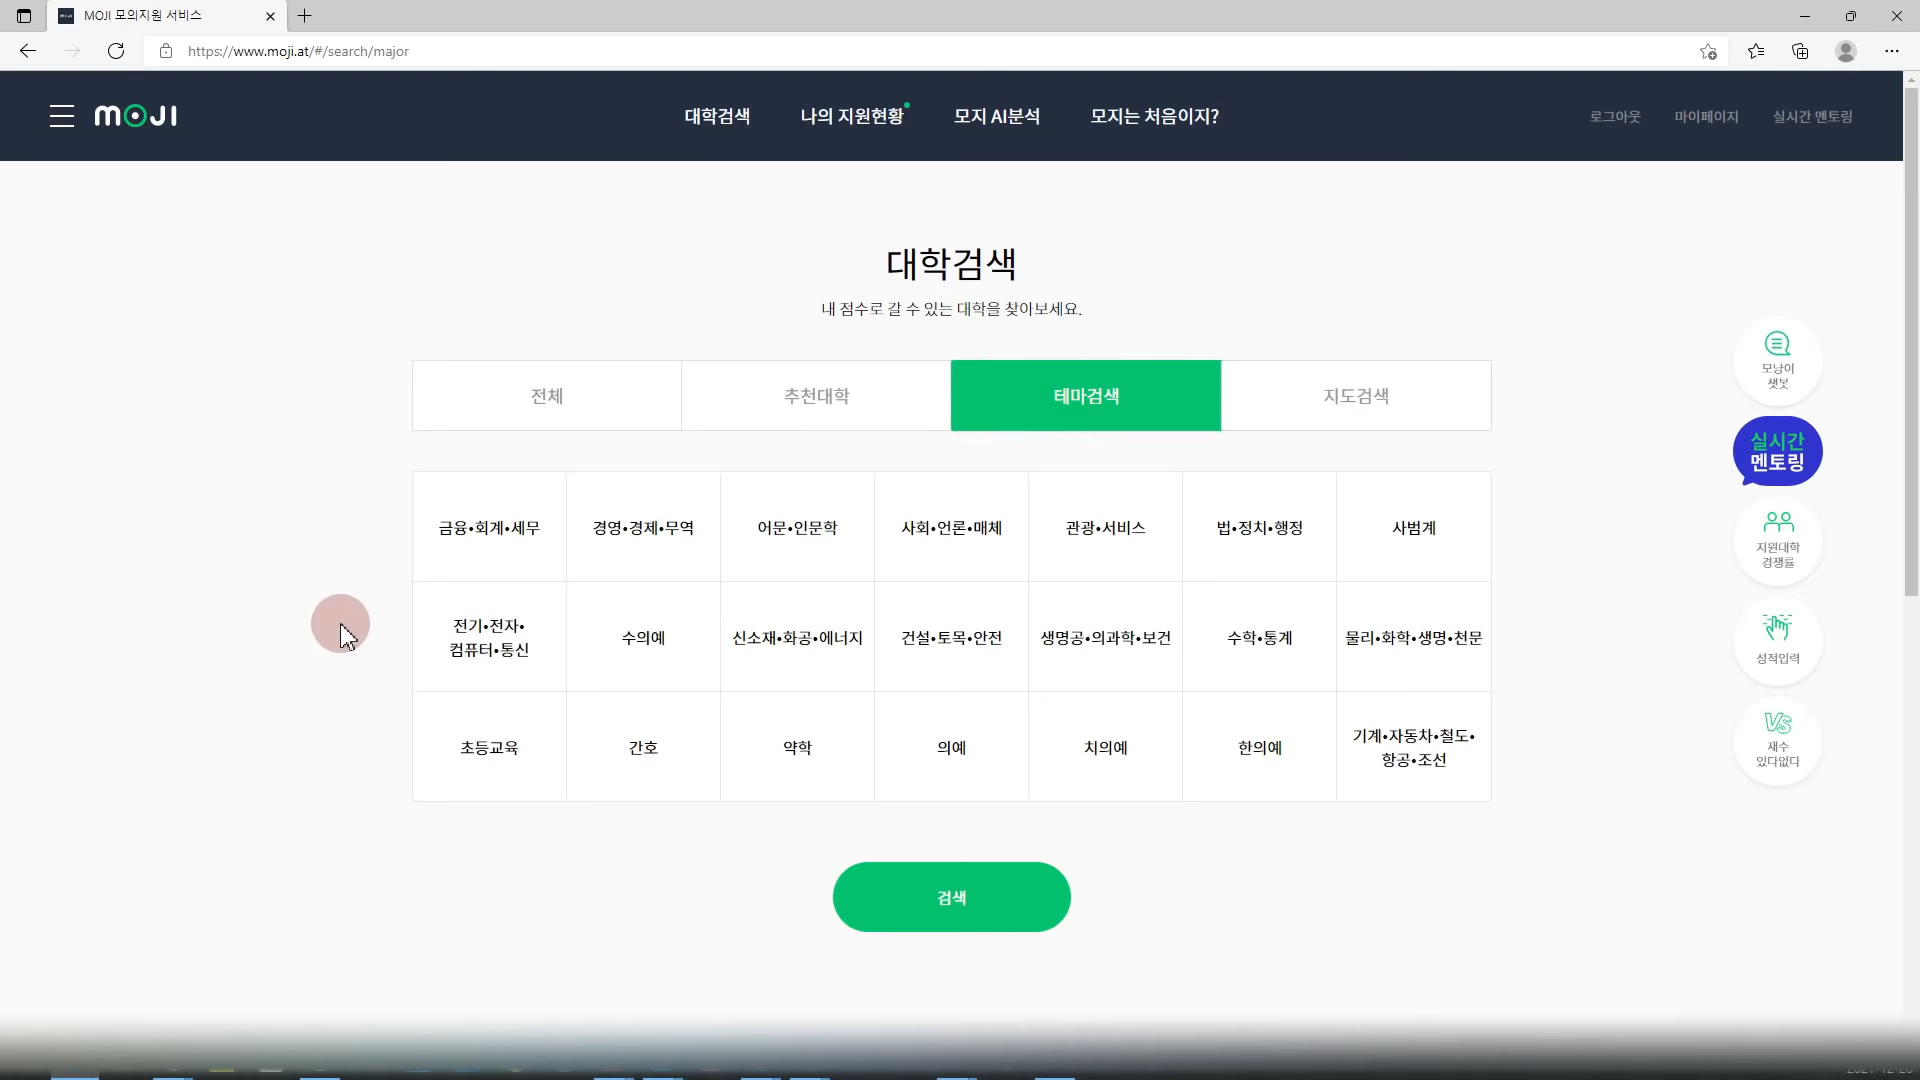 MOJI 모의지원 서비스
https://www.moji.at/#/search/major
MOJI
대학검색
나의 지원현황
모지 AI분석
모지는 처음이지?
로그아웃
마이페이지
실시간 멘토링
대학검색
내 점수로 갈 수 있는 대학을 찾아보세요.
전체
추천대학
테마검색
지도검색
금융•회계•세무
경영•경제•무역
어문•인문학
사회•언론•매체
관광•서비스
법•정치•행정
사범계
전기•전자•
컴퓨터•통신
수의예
신소재•화공•에너지
건설•토목•안전
생명공•의과학•보건
수학•통계
물리•화학•생명•천문
초등교육
간호
약학
의예
치의예
한의예
기계•자동차•철도•
항공•조선
검색
모냥이
챗봇
실시간
멘토링
지원대학
경쟁률
성적입력
VS
재수
있다없다